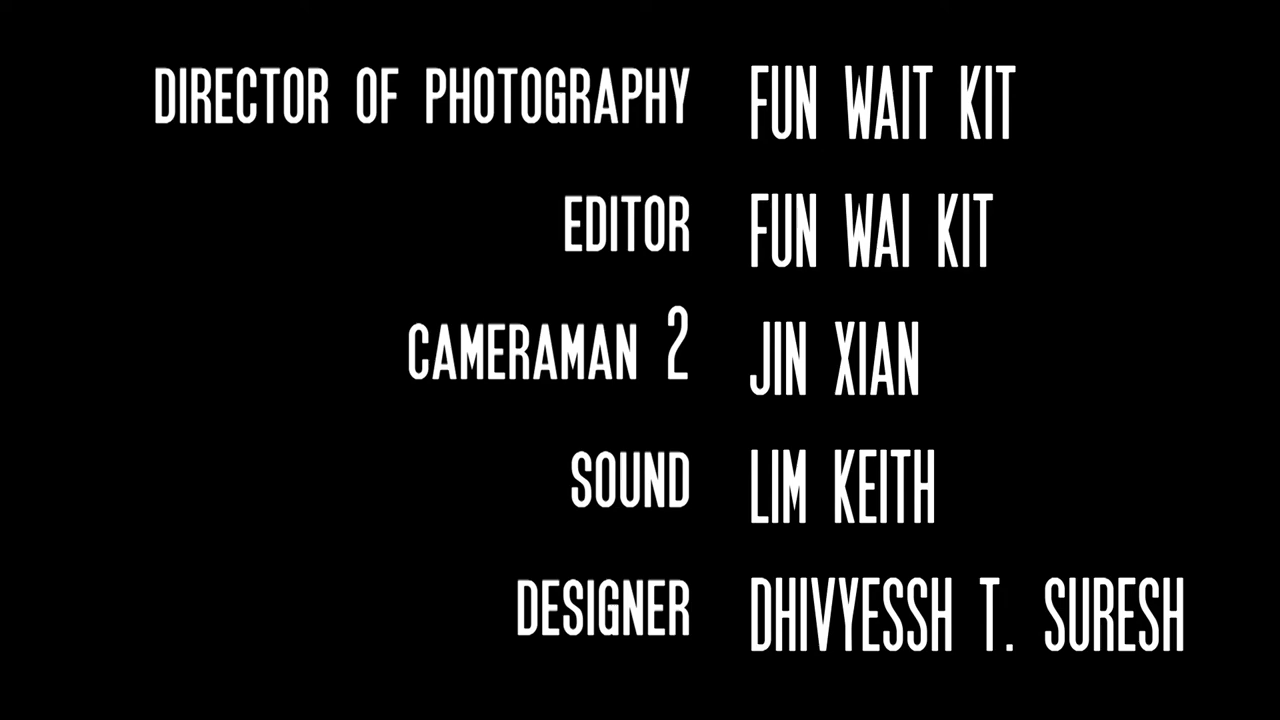 DIRECTOR OF PHOTOGRAPHY FUN WAIT KIT
EDITOR FUN WAI KIT
CAMERAMAN 2 JIN XIAN
SOUND LIM KEITH
DESIGNER DHIVYESSH T. SURESH